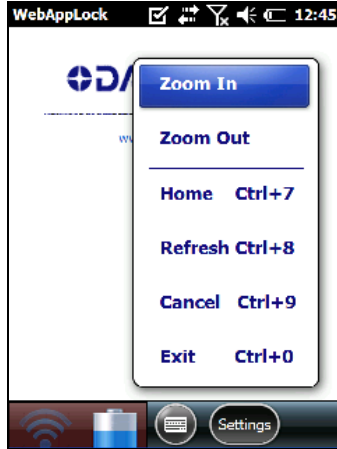 WebAppLock 12:45
Zoom In
Zoom Out
Home Ctrl+7
Refresh Ctrl+8
Cancel Ctrl+9
Exit Ctrl+0
Settings